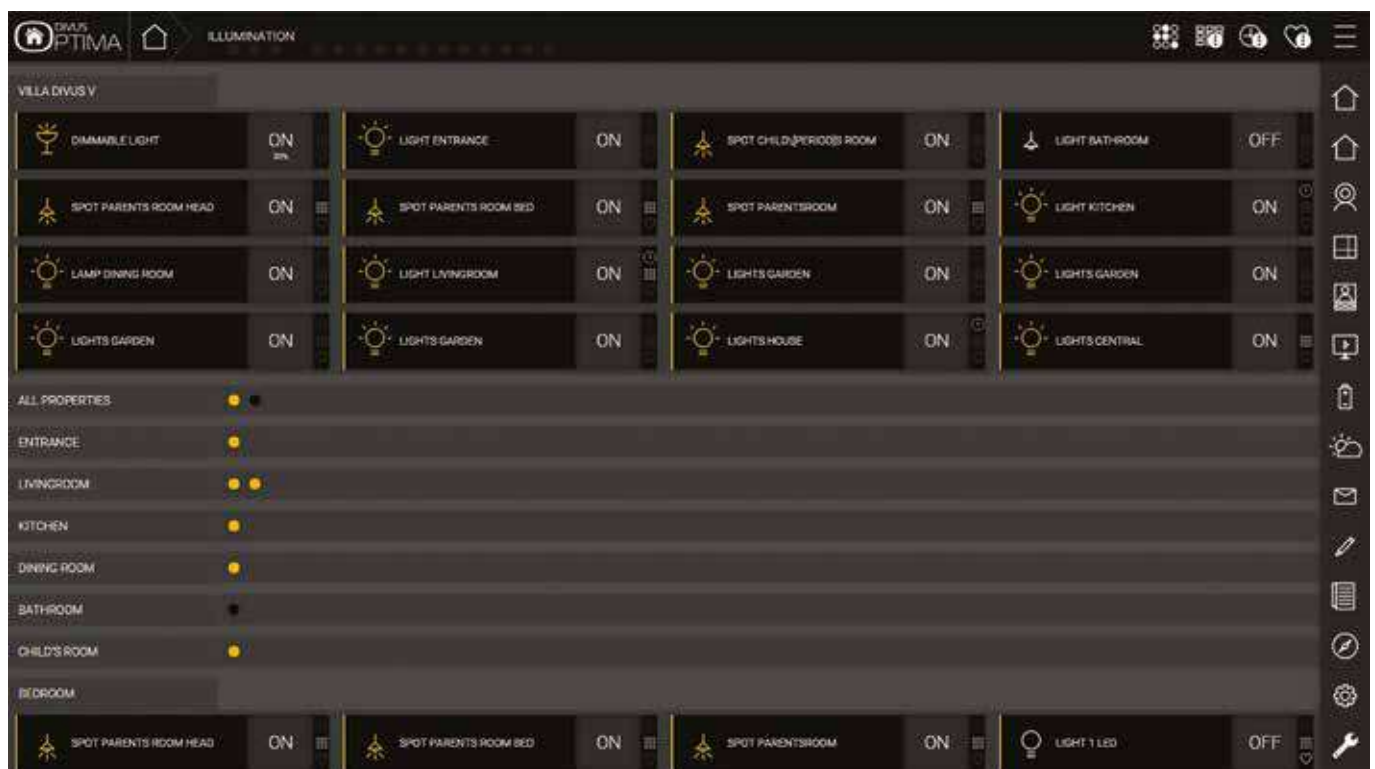 DIVUS
OPTIMA
ILLUMINATION
VILLA DIVUS V
DIMMABLE LIGHT ON
LIGHT ENTRANCE ON
SPOT CHILD\(PERIOD)S ROOM ON
LIGHT BATHROOM OFF
SPOT PARENTS ROOM HEAD ON
SPOT PARENTS ROOM BED ON
SPOT PARENTSROOM ON
LIGHT KITCHEN ON
LAMP DINING ROOM ON
LIGHT LIVINGROOM ON
LIGHTS GARDEN ON
LIGHTS GARDEN ON
LIGHTS GARDEN ON
LIGHTS GARDEN ON
LIGHTS HOUSE ON
LIGHTS CENTRAL ON
ALL PROPERTIES
ENTRANCE
LIVINGROOM
KITCHEN
DINING ROOM
BATHROOM
CHILD'S ROOM
BEDROOM
SPOT PARENTS ROOM HEAD ON
SPOT PARENTS ROOM BED ON
SPOT PARENTSROOM ON
LIGHT 1 LED OFF